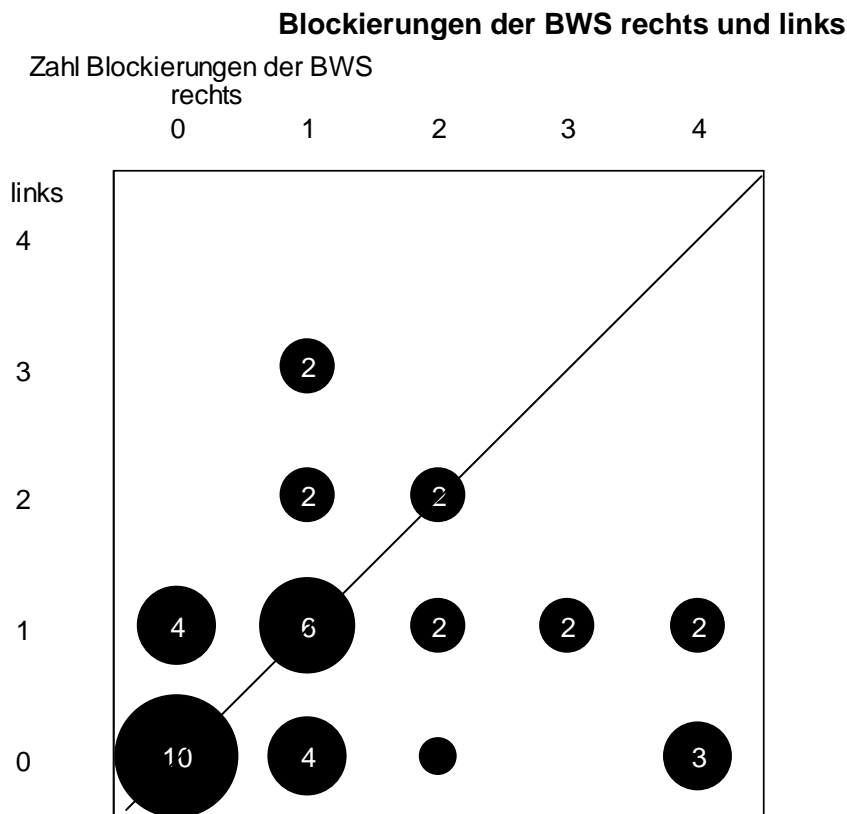 Blockierungen der BWS rechts und links
Zahl Blockierungen der BWS
rechts
0 1 2 3 4
links
4
3 2
2 2 2
1 4 6 2 2 2
0 10 4 3